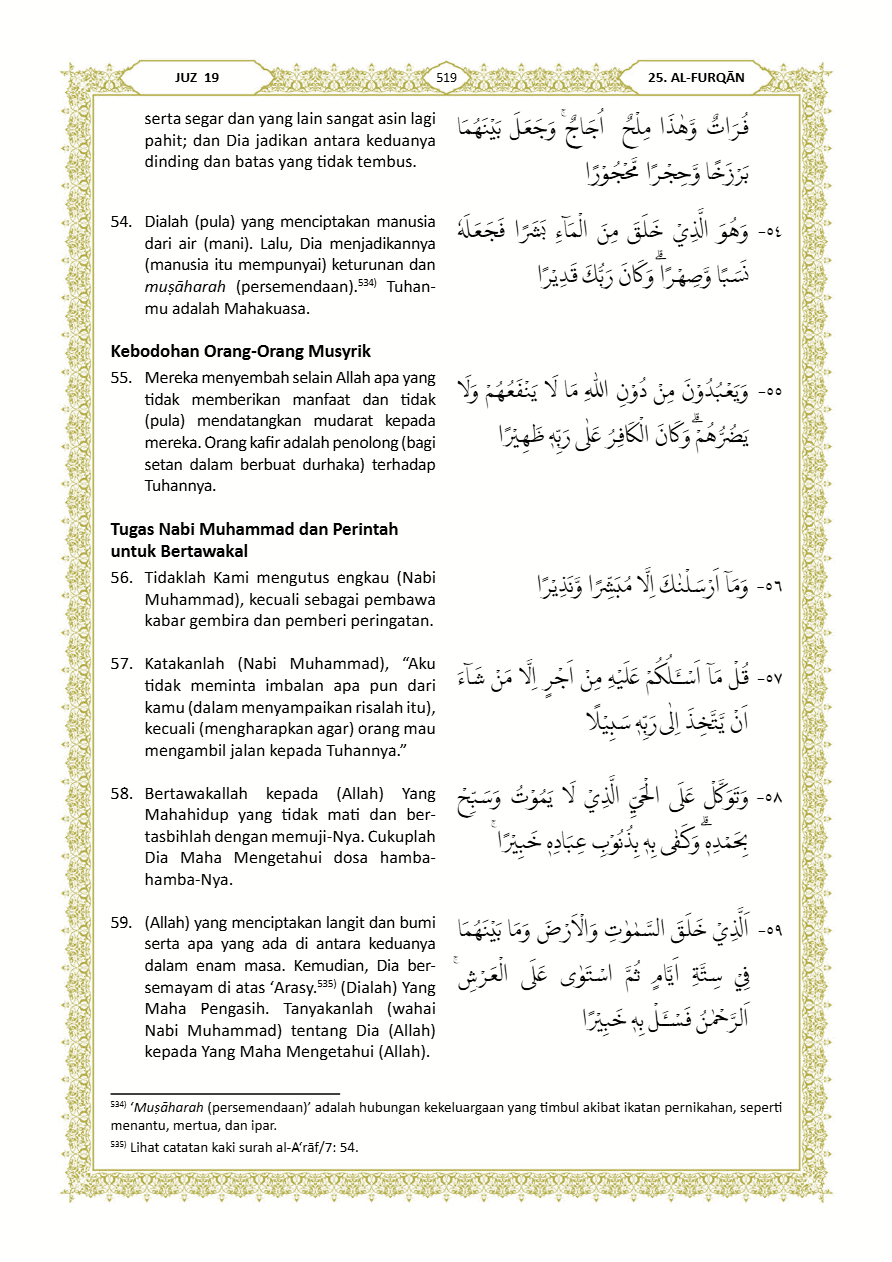 JUZ 19
519
25. AL-FURQĀN
serta segar dan yang lain sangat asin lagi
pahit; dan Dia jadikan antara keduanya
dinding dan batas yang tidak tembus.
فُرَاتٌ وَّهٰذَا مِلْحٌ اُجَاجٌۚ وَجَعَلَ بَيْنَهُمَا
بَرْزَخًا وَّحِجْرًا مَّحْجُوْرًا
54. Dialah (pula) yang menciptakan manusia
dari air (mani). Lalu, Dia menjadikannya
(manusia itu mempunyai) keturunan dan
muṣāharah (persemendaan).⁵³⁴⁾ Tuhan-
mu adalah Mahakuasa.
٥٤- وَهُوَ الَّذِيْ خَلَقَ مِنَ الْمَاۤءِ بَشَرًا فَجَعَلَهٗ
نَسَبًا وَّصِهْرًاۗ وَكَانَ رَبُّكَ قَدِيْرًا
Kebodohan Orang-Orang Musyrik
55. Mereka menyembah selain Allah apa yang
tidak memberikan manfaat dan tidak
(pula) mendatangkan mudarat kepada
mereka. Orang kafir adalah penolong (bagi
setan dalam berbuat durhaka) terhadap
Tuhannya.
٥٥- وَيَعْبُدُوْنَ مِنْ دُوْنِ اللّٰهِ مَا لَا يَنْفَعُهُمْ وَلَا
يَضُرُّهُمْۗ وَكَانَ الْكَافِرُ عَلٰى رَبِّهٖ ظَهِيْرًا
Tugas Nabi Muhammad dan Perintah
untuk Bertawakal
56. Tidaklah Kami mengutus engkau (Nabi
Muhammad), kecuali sebagai pembawa
kabar gembira dan pemberi peringatan.
٥٦- وَمَآ اَرْسَلْنٰكَ اِلَّا مُبَشِّرًا وَّنَذِيْرًا
57. Katakanlah (Nabi Muhammad), “Aku
tidak meminta imbalan apa pun dari
kamu (dalam menyampaikan risalah itu),
kecuali (mengharapkan agar) orang mau
mengambil jalan kepada Tuhannya.”
٥٧- قُلْ مَآ اَسْـَٔلُكُمْ عَلَيْهِ مِنْ اَجْرٍ اِلَّا مَنْ شَاۤءَ
اَنْ يَّتَّخِذَ اِلٰى رَبِّهٖ سَبِيْلًا
58. Bertawakallah kepada (Allah) Yang
Mahahidup yang tidak mati dan ber-
tasbihlah dengan memuji-Nya. Cukuplah
Dia Maha Mengetahui dosa hamba-
hamba-Nya.
٥٨- وَتَوَكَّلْ عَلَى الْحَيِّ الَّذِيْ لَا يَمُوْتُ وَسَبِّحْ
بِحَمْدِهٖۗ وَكَفٰى بِهٖ بِذُنُوْبِ عِبَادِهٖ خَبِيْرًاۚ
59. (Allah) yang menciptakan langit dan bumi
serta apa yang ada di antara keduanya
dalam enam masa. Kemudian, Dia ber-
semayam di atas ‘Arasy.⁵³⁵⁾ (Dialah) Yang
Maha Pengasih. Tanyakanlah (wahai
Nabi Muhammad) tentang Dia (Allah)
kepada Yang Maha Mengetahui (Allah).
٥٩- اَلَّذِيْ خَلَقَ السَّمٰوٰتِ وَالْاَرْضَ وَمَا بَيْنَهُمَا
فِيْ سِتَّةِ اَيَّامٍ ثُمَّ اسْتَوٰى عَلَى الْعَرْشِۚ
اَلرَّحْمٰنُ فَسْـَٔلْ بِهٖ خَبِيْرًا
⁵³⁴⁾ ‘Muṣāharah (persemendaan)’ adalah hubungan kekeluargaan yang timbul akibat ikatan pernikahan, seperti
menantu, mertua, dan ipar.
⁵³⁵⁾ Lihat catatan kaki surah al-A‘rāf/7: 54.